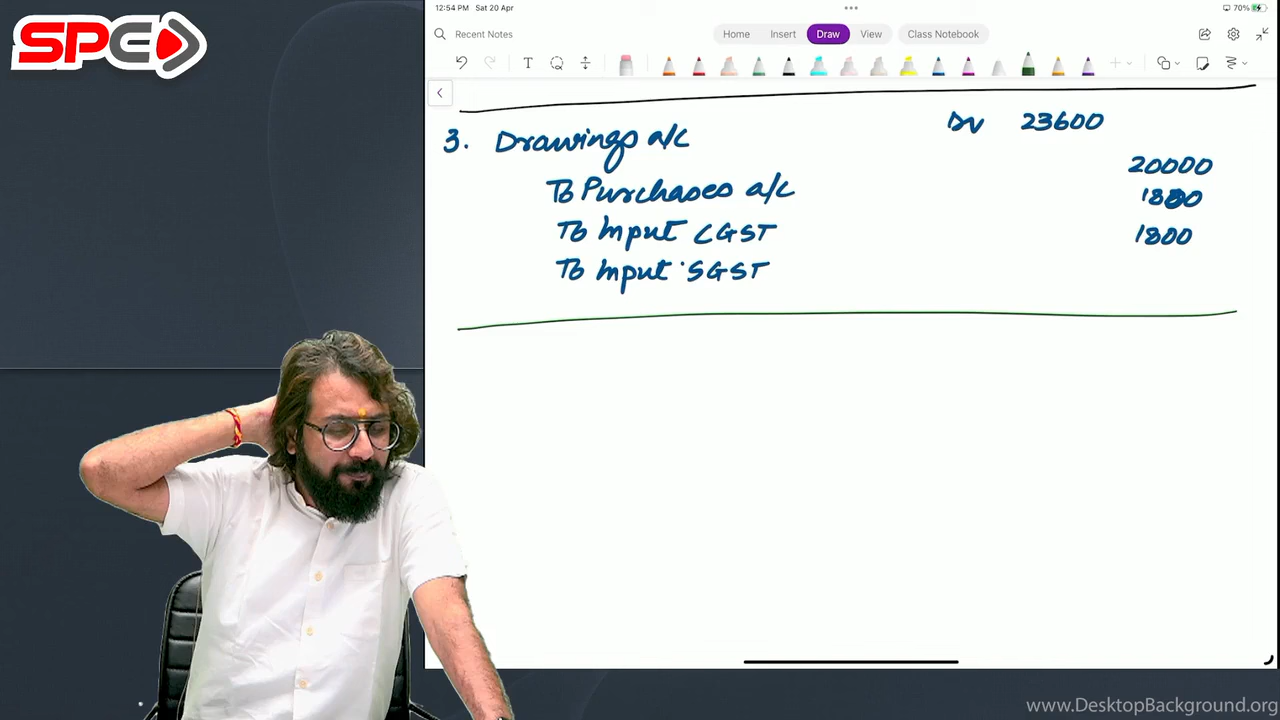 SPE
12:54 PM Sat 20 Apr
70%
Recent Notes
Home Insert Draw View Class Notebook
3. Drawings a/c Dr 23600
20000
To Purchases a/c 1800
To Input CGST 1800
To Input SGST
www.DesktopBackground.org